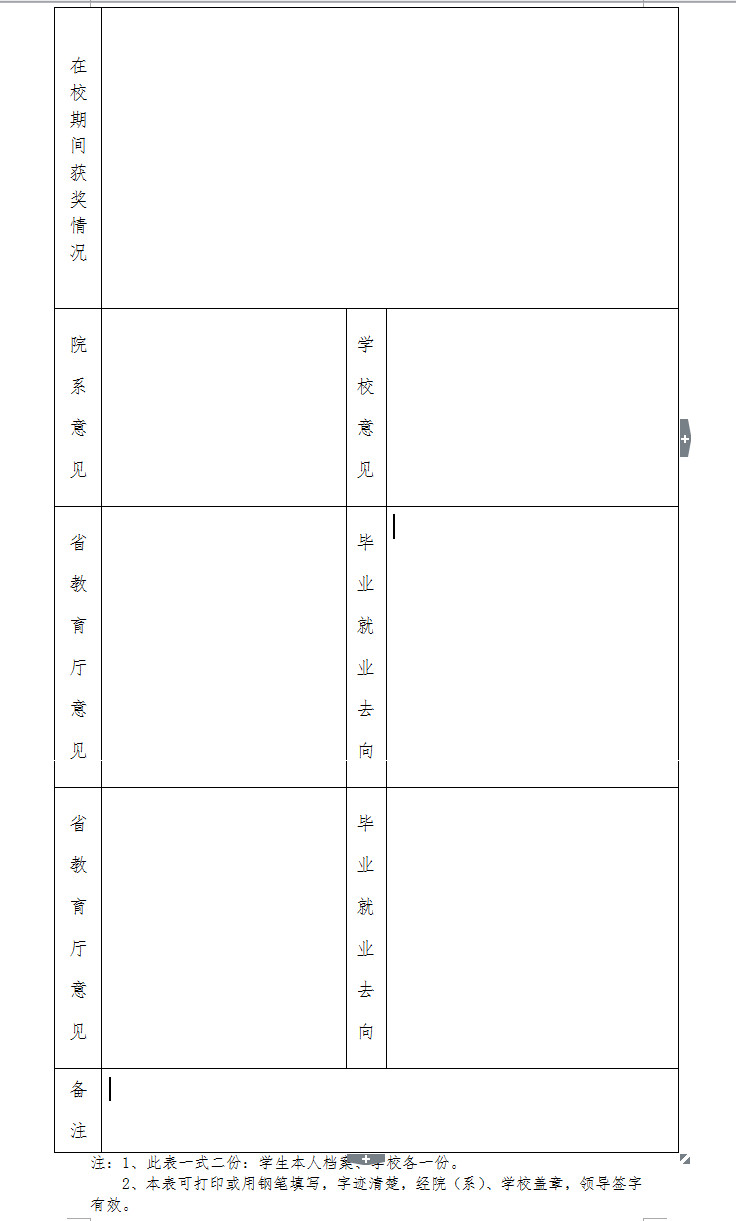 在校期间获奖情况
院系意见
学校意见
省教育厅意见
毕业就业去向
省教育厅意见
毕业就业去向
备注
注：1、此表一式二份：学生本人档案、学校各一份。
2、本表可打印或用钢笔填写，字迹清楚，经院（系）、学校盖章，领导签字
有效。